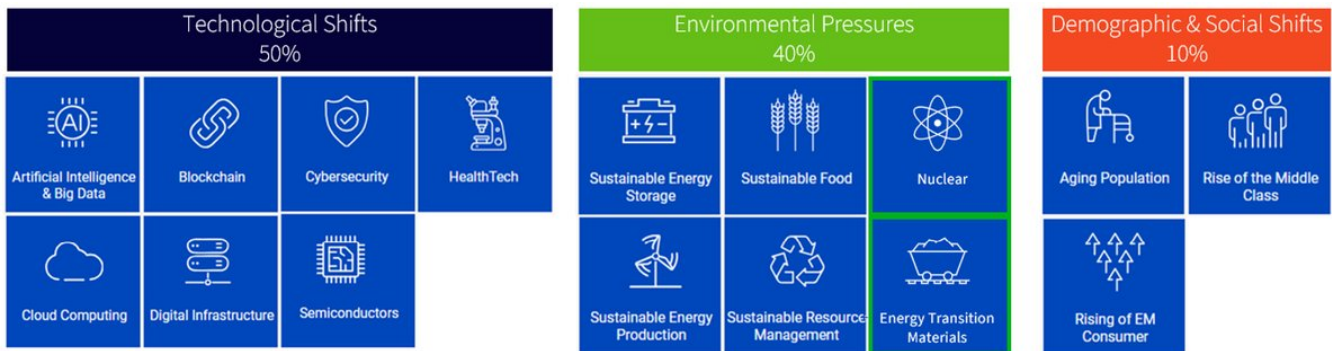 Technological Shifts
50%
Environmental Pressures
40%
Demographic & Social Shifts
10%
AI
Artificial Intelligence
& Big Data
Blockchain
Cybersecurity
HealthTech
Sustainable Energy
Storage
Sustainable Food
Nuclear
Aging Population
Rise of the Middle
Class
Cloud Computing
Digital Infrastructure
Semiconductors
Sustainable Energy
Production
Sustainable Resource
Management
Energy Transition
Materials
Rising of EM
Consumer